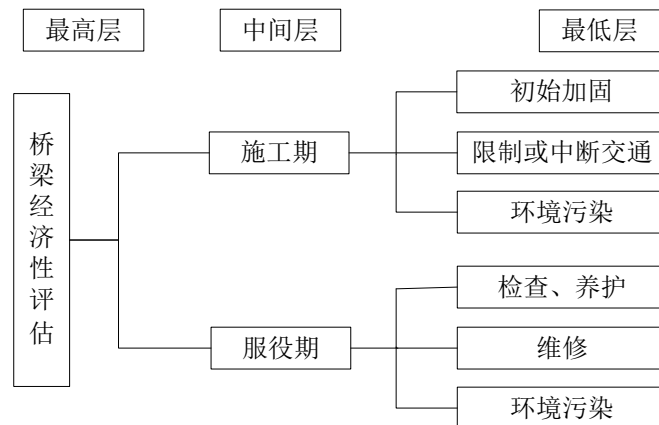 最高层
中间层
最低层
桥梁经济性评估
施工期
初始加固
限制或中断交通
环境污染
服役期
检查、养护
维修
环境污染